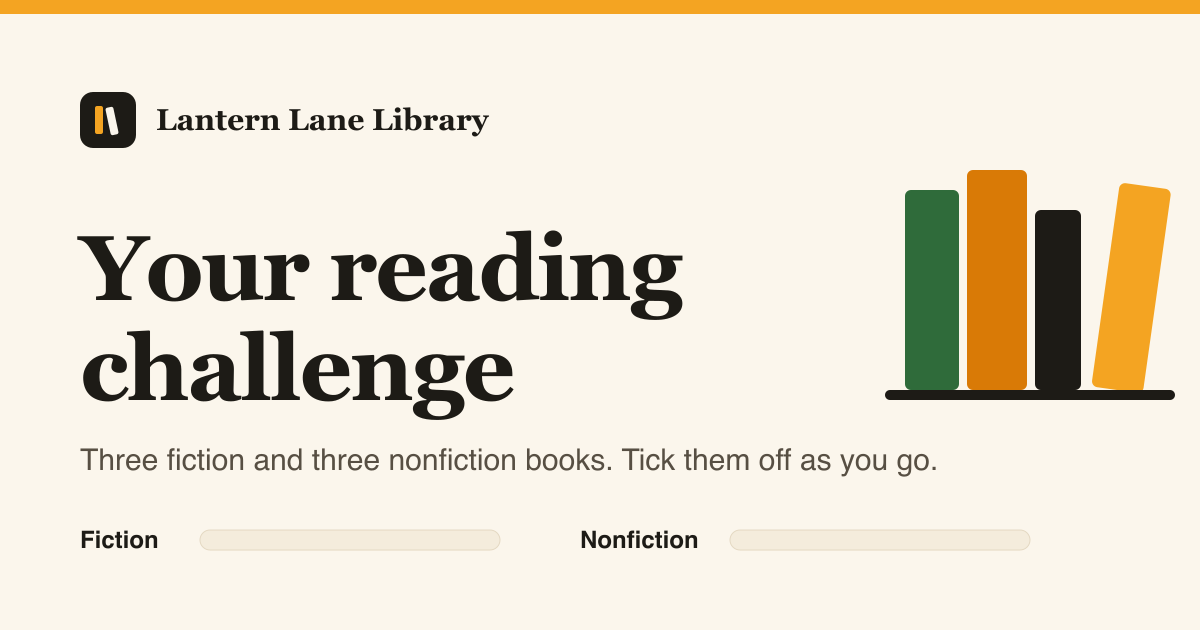 Lantern Lane Library
Your reading
challenge
Three fiction and three nonfiction books. Tick them off as you go.
Fiction
Nonfiction